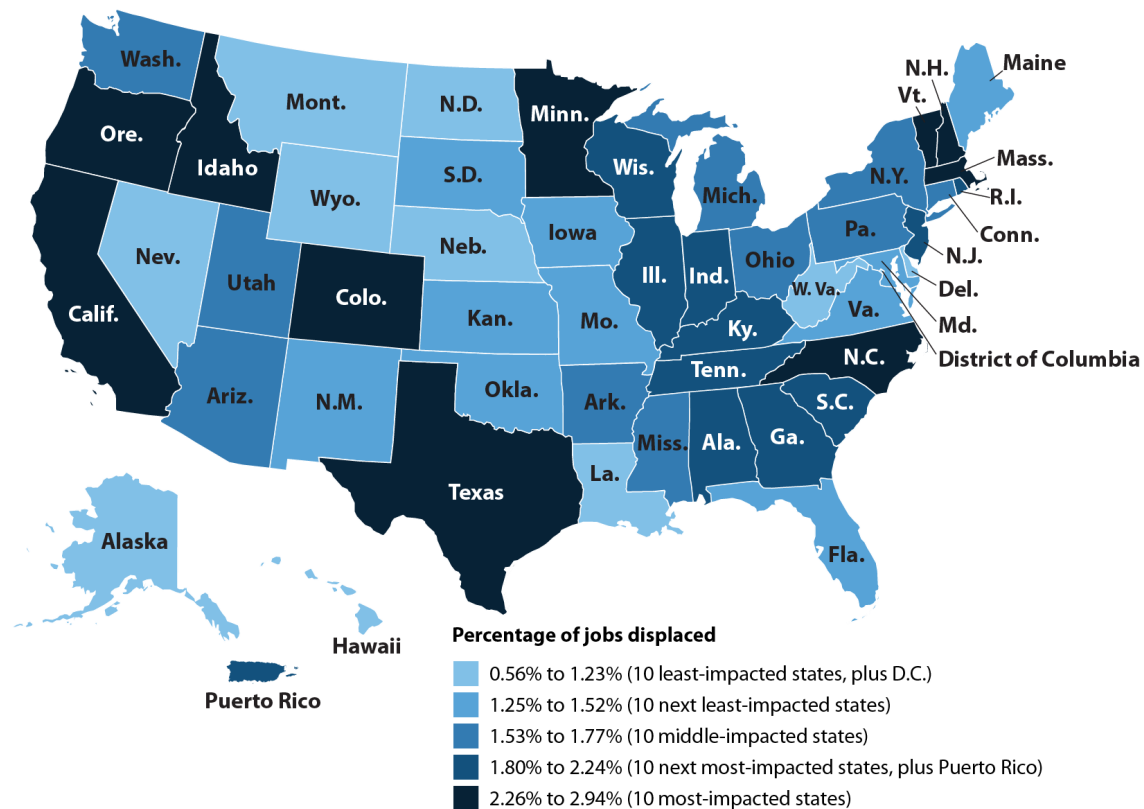 Wash.
Mont.
N.D.
Minn.
N.H.
Maine
Vt.
Ore.
Idaho
S.D.
Wis.
Mich.
N.Y.
Mass.
R.I.
Wyo.
Iowa
Pa.
Conn.
Nev.
Neb.
Ill.
Ind.
Ohio
N.J.
Utah
Colo.
W. Va.
Del.
Calif.
Kan.
Mo.
Ky.
Va.
Md.
District of Columbia
N.C.
Tenn.
Ariz.
N.M.
Okla.
Ark.
S.C.
Miss.
Ala.
Ga.
Texas
La.
Alaska
Fla.
Hawaii
Puerto Rico
Percentage of jobs displaced
0.56% to 1.23% (10 least-impacted states, plus D.C.)
1.25% to 1.52% (10 next least-impacted states)
1.53% to 1.77% (10 middle-impacted states)
1.80% to 2.24% (10 next most-impacted states, plus Puerto Rico)
2.26% to 2.94% (10 most-impacted states)